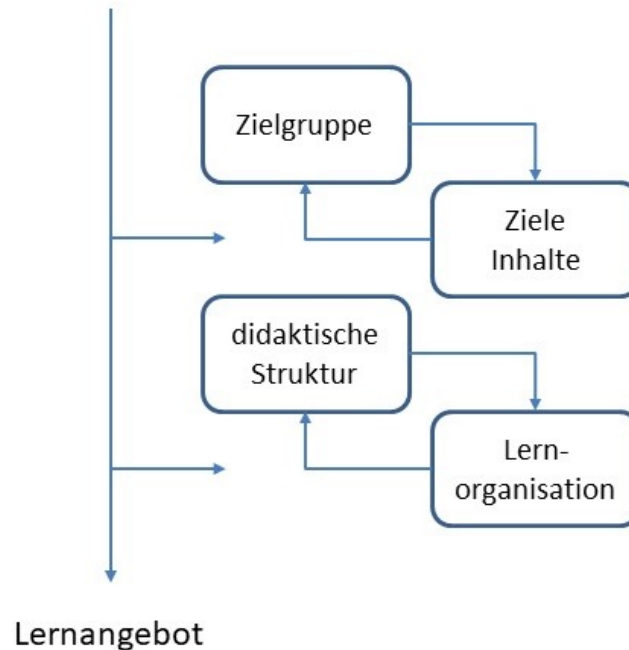 Zielgruppe
Ziele
Inhalte
didaktische
Struktur
Lern-
organisation
Lernangebot